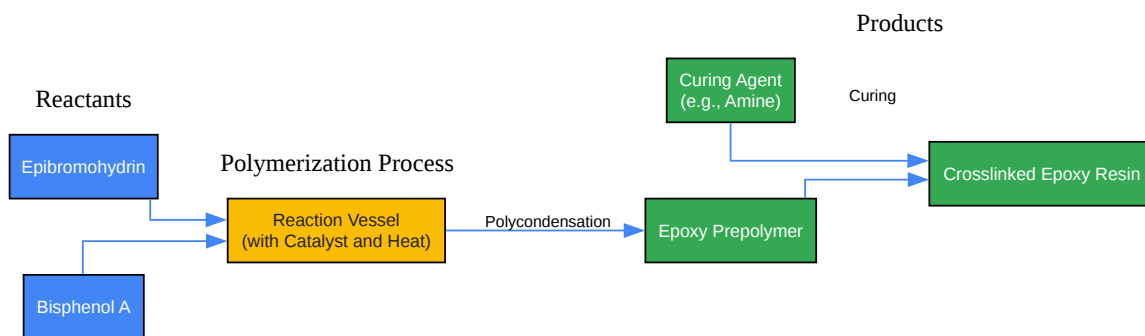 Products
Curing Agent
(e.g., Amine)
Curing
Reactants
Epibromohydrin
Polymerization Process
Crosslinked Epoxy Resin
Reaction Vessel
(with Catalyst and Heat)
Polycondensation
Epoxy Prepolymer
Bisphenol A